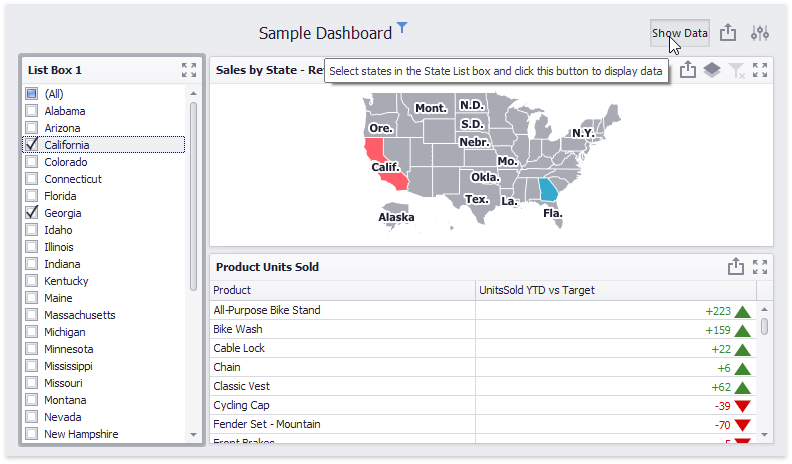 Sample Dashboard
Show Data
List Box 1
(All)
Alabama
Arizona
California
Colorado
Connecticut
Florida
Georgia
Idaho
Illinois
Indiana
Kentucky
Maine
Massachusetts
Michigan
Minnesota
Mississippi
Missouri
Montana
Nevada
New Hampshire
Sales by State - Re
Select states in the State List box and click this button to display data
Mont.
N.D.
Ore.
S.D.
N.Y.
Nebr.
Calif.
Mo.
Okla.
Tex.
La.
Alaska
Fla.
Product Units Sold
Product UnitsSold YTD vs Target
All-Purpose Bike Stand +223
Bike Wash +159
Cable Lock +22
Chain +6
Classic Vest +62
Cycling Cap -39
Fender Set - Mountain -70
Front Brakes -5